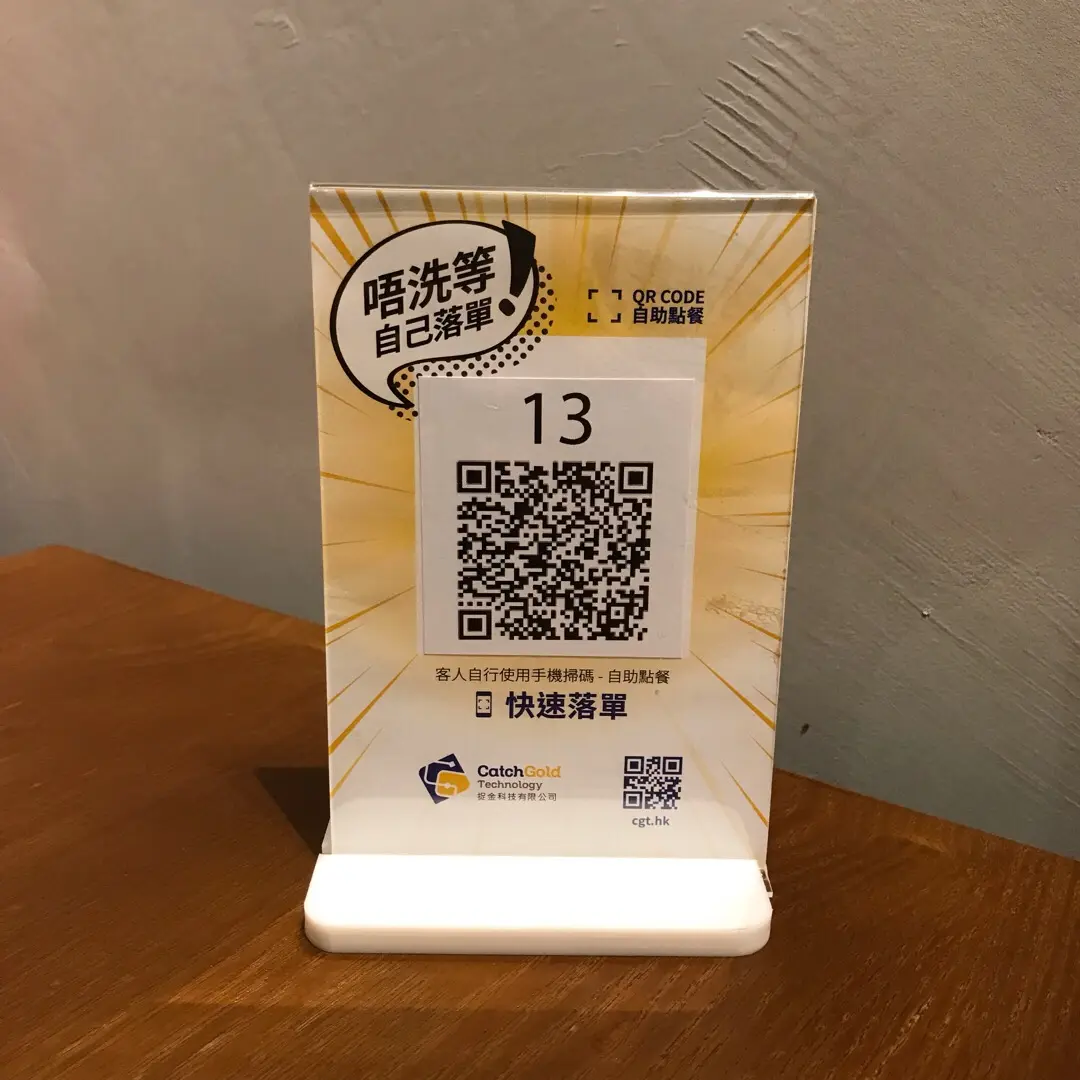 唔洗等
自己落單!
QR CODE
自助點餐
13
客人自行使用手機掃碼 - 自助點餐
快速落單
CatchGold
Technology
捉金科技有限公司
cgt.hk